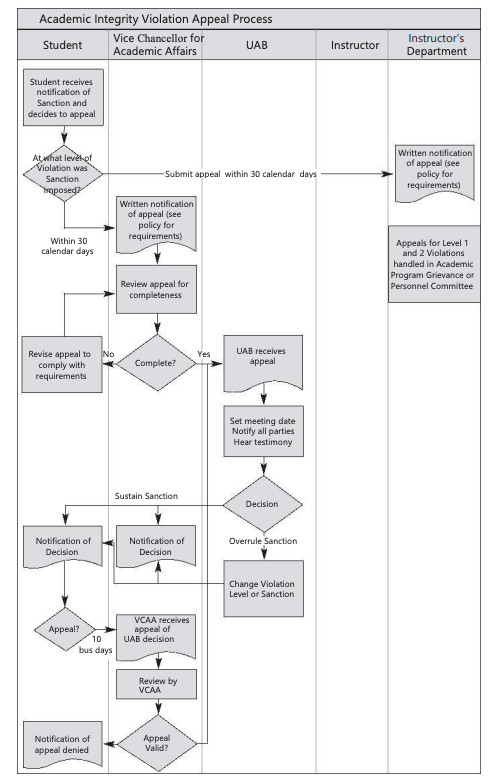 Academic Integrity Violation Appeal Process
Student
Vice Chancellor for
Academic Affairs
UAB
Instructor
Instructor's
Department
Student receives
notification of
Sanction and
decides to appeal
At what level of
Violation was
Sanction
imposed?
Submit appeal within 30 calendar days
Written notification
of appeal (see
policy for
requirements)
Within 30
calendar days
Written notification
of appeal (see
policy for
requirements)
Appeals for Level 1
and 2 Violations
handled in Academic
Program Grievance or
Personnel Committee
Review appeal for
completeness
Revise appeal to
comply with
requirements
No
Complete?
Yes
UAB receives
appeal
Set meeting date
Notify all parties
Hear testimony
Decision
Sustain Sanction
Overrule Sanction
Notification of
Decision
Notification of
Decision
Change Violation
Level or Sanction
Appeal?
10
bus days
VCAA receives
appeal of
UAB decision
Review by
VCAA
Appeal
Valid?
Notification of
appeal denied